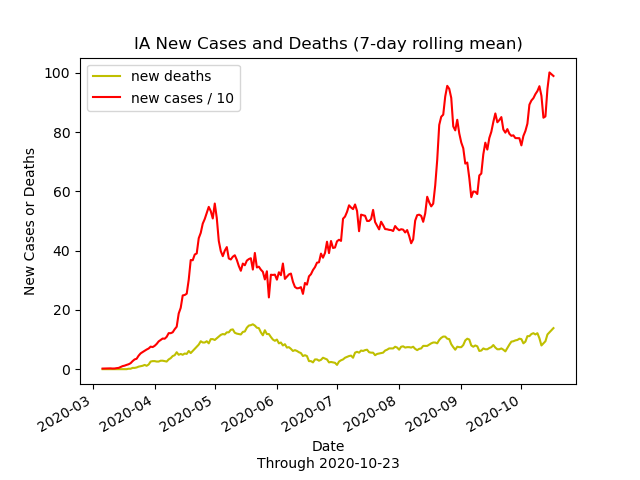 IA New Cases and Deaths (7-day rolling mean)
new deaths
new cases / 10
New Cases or Deaths
100
80
60
40
20
0
2020-03
2020-04
2020-05
2020-06
2020-07
2020-08
2020-09
2020-10
Date
Through 2020-10-23